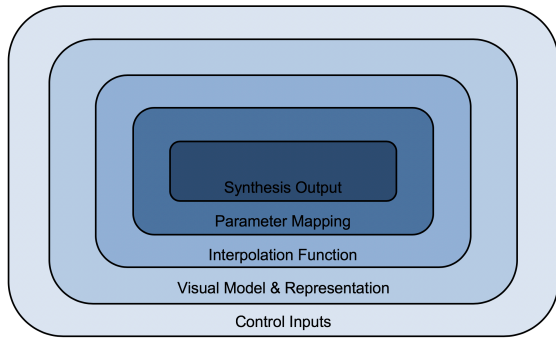 Synthesis Output
Parameter Mapping
Interpolation Function
Visual Model & Representation
Control Inputs